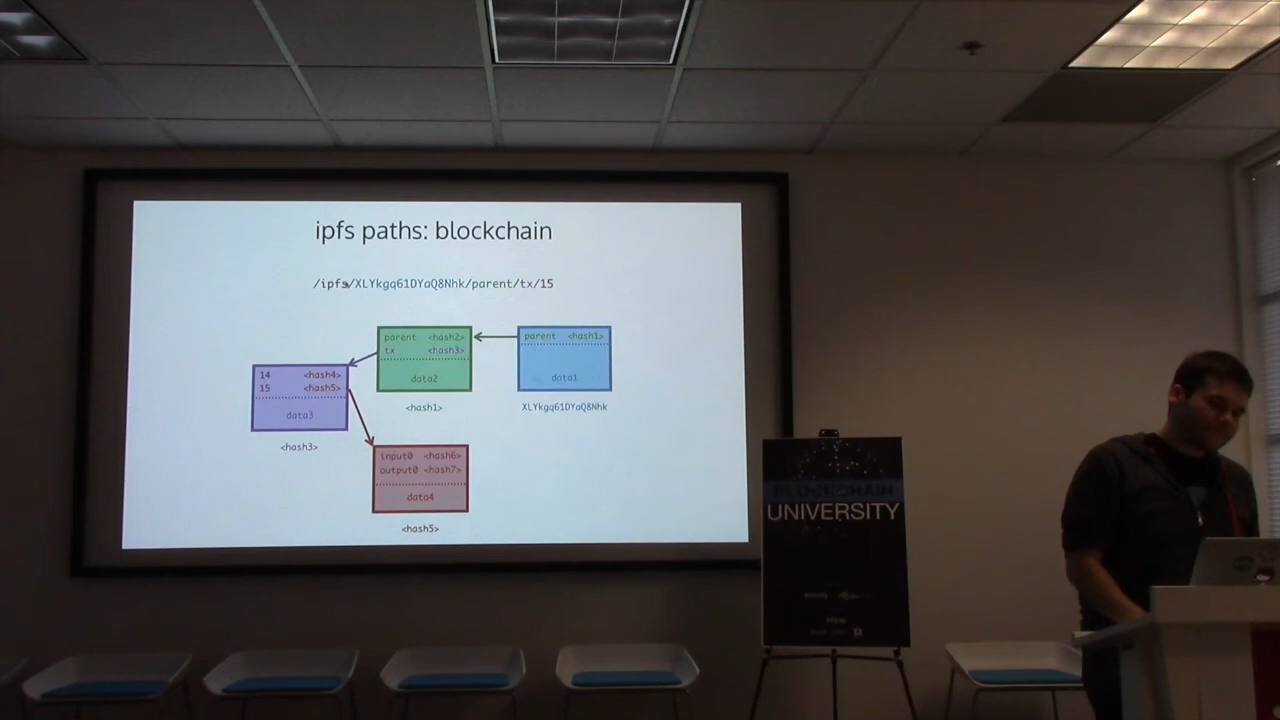 ipfs paths: blockchain
/ipfs/XLYkgq61DYaQ8Nhk/parent/tx/15
parent <hash2>
tx <hash3>
data2
<hash1>
parent <hash1>
data1
XLYkgq61DYaQ8Nhk
14 <hash4>
15 <hash5>
data3
<hash3>
input0 <hash6>
output0 <hash7>
data4
<hash5>
BLOCKCHAIN
UNIVERSITY